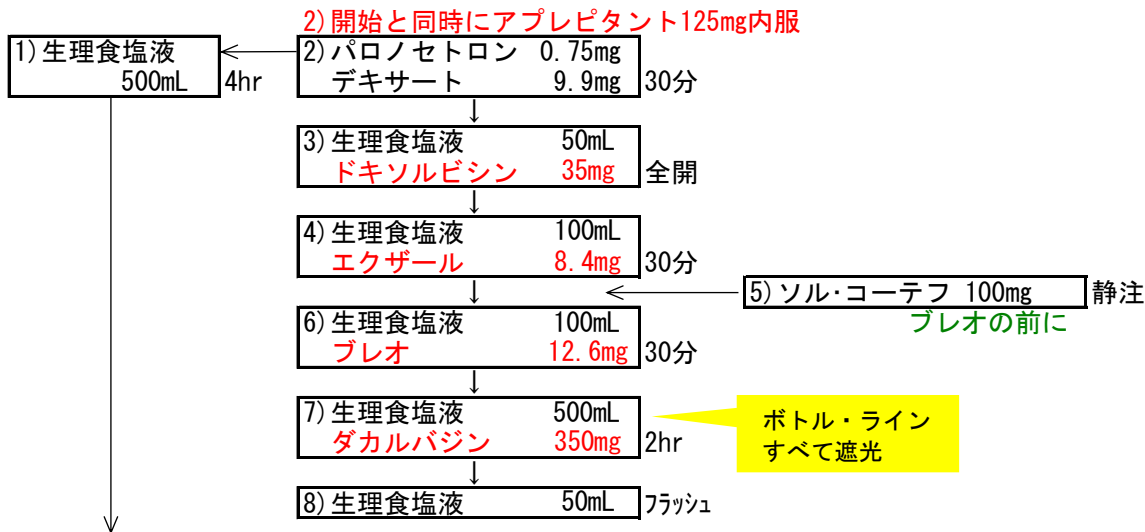 2)開始と同時にアプレピタント125mg内服
1)生理食塩液
500mL 4hr
2)パロノセトロン 0.75mg
デキサート 9.9mg 30分
↓
3)生理食塩液 50mL
ドキソルビシン 35mg 全開
↓
4)生理食塩液 100mL
エクザール 8.4mg 30分
↓
5)ソル・コーテフ 100mg 静注
ブレオの前に
6)生理食塩液 100mL
ブレオ 12.6mg 30分
↓
7)生理食塩液 500mL
ダカルバジン 350mg 2hr
ボトル・ライン
すべて遮光
↓
8)生理食塩液 50mL フラッシュ